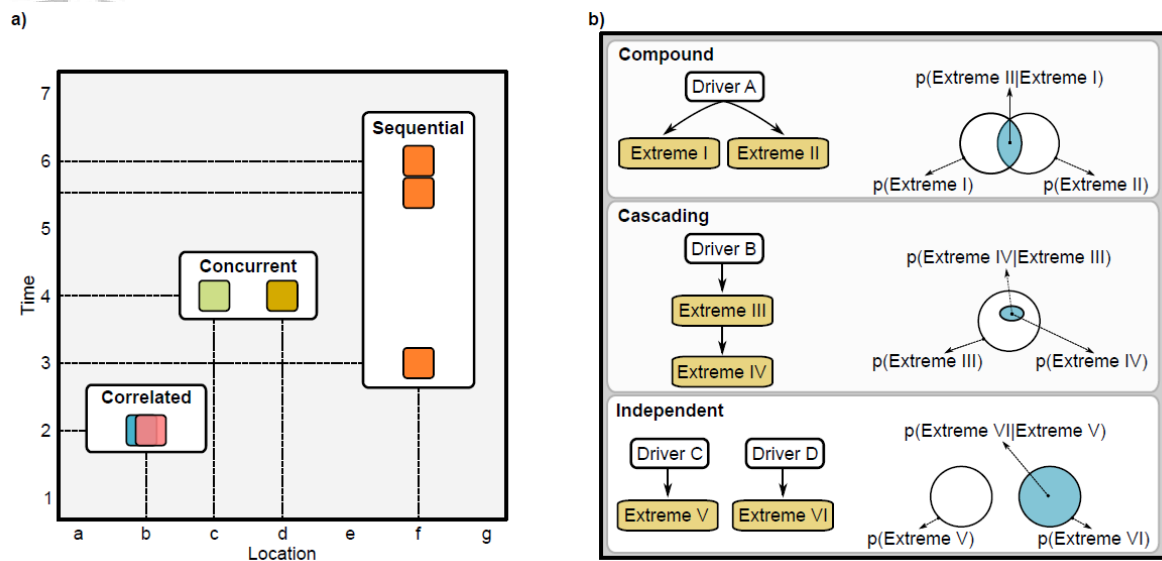 a)
7
6
5
4
3
2
1
Time
a b c d e f g
Location
Sequential
Concurrent
Correlated
b)
Compound
Driver A
Extreme I
Extreme II
p(Extreme II|Extreme I)
p(Extreme I)
p(Extreme II)
Cascading
Driver B
Extreme III
Extreme IV
p(Extreme IV|Extreme III)
p(Extreme III)
p(Extreme IV)
Independent
Driver C
Driver D
Extreme V
Extreme VI
p(Extreme VI|Extreme V)
p(Extreme V)
p(Extreme VI)